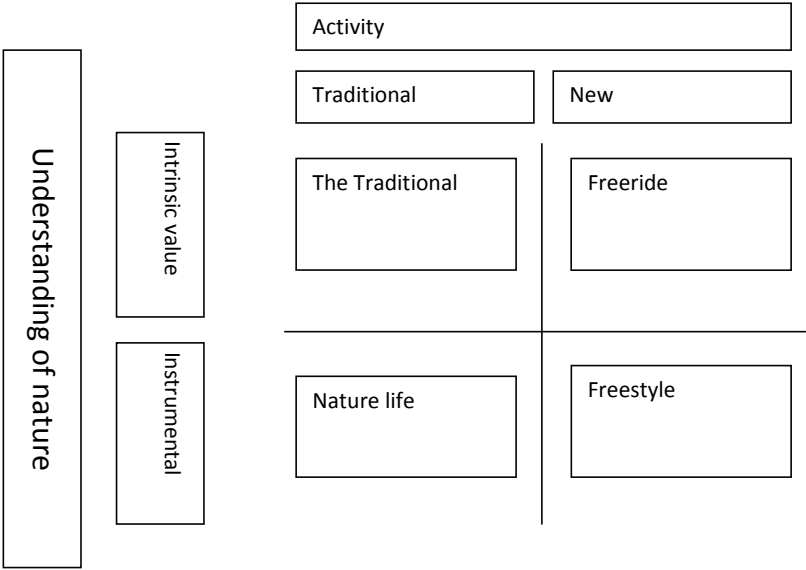 Activity
Traditional
New
Understanding of nature
Intrinsic value
The Traditional
Freeride
Instrumental
Nature life
Freestyle